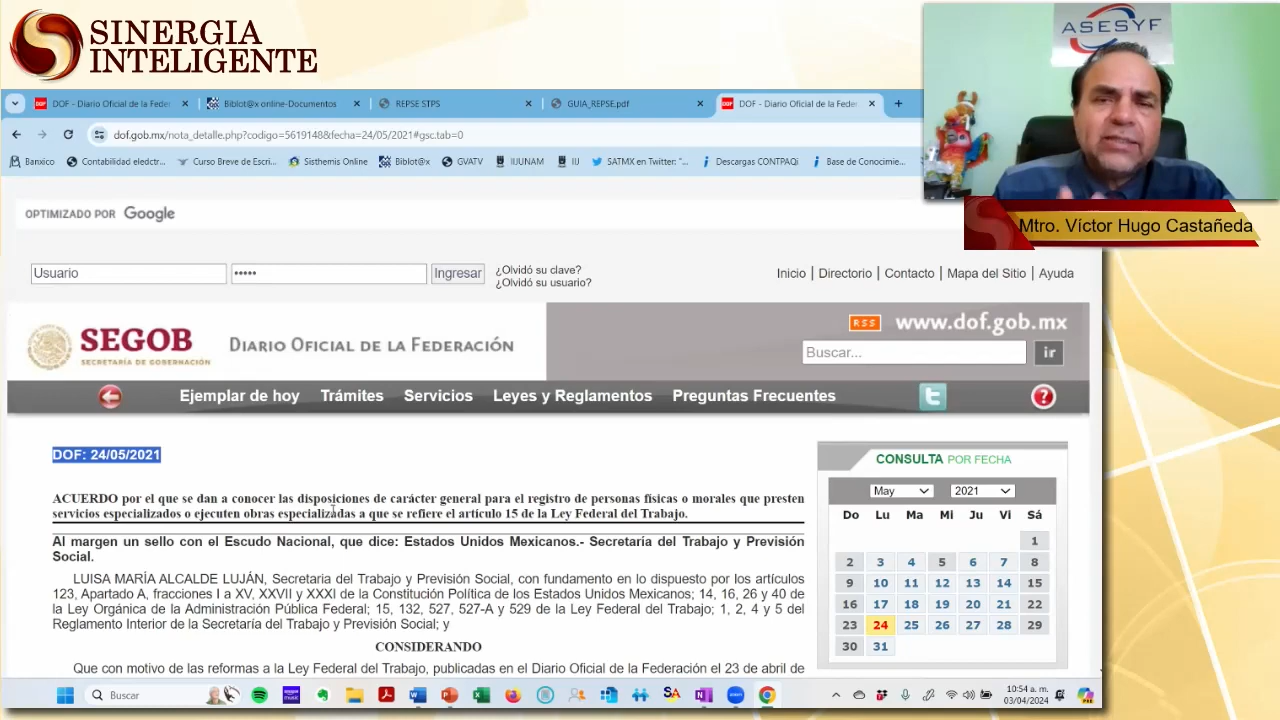 SINERGIA
INTELIGENTE
ASESYF
Mtro. Víctor Hugo Castañeda
DOF - Diario Oficial de la Feder
Biblot@x online-Documentos
REPSE STPS
GUIA_REPSE.pdf
DOF - Diario Oficial de la Feder
dof.gob.mx/nota_detalle.php?codigo=5619148&fecha=24/05/2021#gsc.tab=0
Banxico
Contabilidad eledctr...
Curso Breve de Escri...
Sisthemis Online
Biblot@x
GVATV
IIJUNAM
IIJ
SATMX en Twitter: "...
Descargas CONTPAQi
Base de Conocimie...
OPTIMIZADO POR Google
Usuario
•••••
Ingresar
¿Olvidó su clave?
¿Olvidó su usuario?
Inicio | Directorio | Contacto | Mapa del Sitio | Ayuda
SEGOB
SECRETARÍA DE GOBERNACIÓN
DIARIO OFICIAL DE LA FEDERACIÓN
RSS www.dof.gob.mx
Buscar... ir
Ejemplar de hoy Trámites Servicios Leyes y Reglamentos Preguntas Frecuentes
t
?
DOF: 24/05/2021
ACUERDO por el que se dan a conocer las disposiciones de carácter general para el registro de personas físicas o morales que presten
servicios especializados o ejecuten obras especializadas a que se refiere el artículo 15 de la Ley Federal del Trabajo.
Al margen un sello con el Escudo Nacional, que dice: Estados Unidos Mexicanos.- Secretaría del Trabajo y Previsión
Social.
LUISA MARÍA ALCALDE LUJÁN, Secretaria del Trabajo y Previsión Social, con fundamento en lo dispuesto por los artículos
123, Apartado A, fracciones I a XV, XXVII y XXXI de la Constitución Política de los Estados Unidos Mexicanos; 14, 16, 26 y 40 de
la Ley Orgánica de la Administración Pública Federal; 15, 132, 527, 527-A y 529 de la Ley Federal del Trabajo; 1, 2, 4 y 5 del
Reglamento Interior de la Secretaría del Trabajo y Previsión Social; y
CONSIDERANDO
Que con motivo de las reformas a la Ley Federal del Trabajo, publicadas en el Diario Oficial de la Federación el 23 de abril de
CONSULTA POR FECHA
May 2021
Do Lu Ma Mi Ju Vi Sá
1
2 3 4 5 6 7 8
9 10 11 12 13 14 15
16 17 18 19 20 21 22
23 24 25 26 27 28 29
30 31
Buscar
10:54 a. m.
03/04/2024